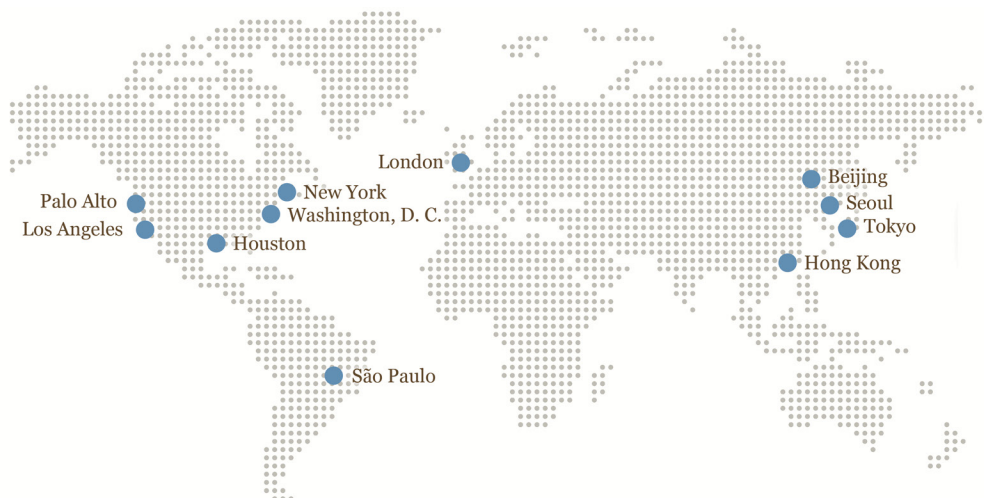 London
Beijing
New York
Palo Alto
Seoul
Washington, D. C.
Tokyo
Los Angeles
Houston
Hong Kong
São Paulo